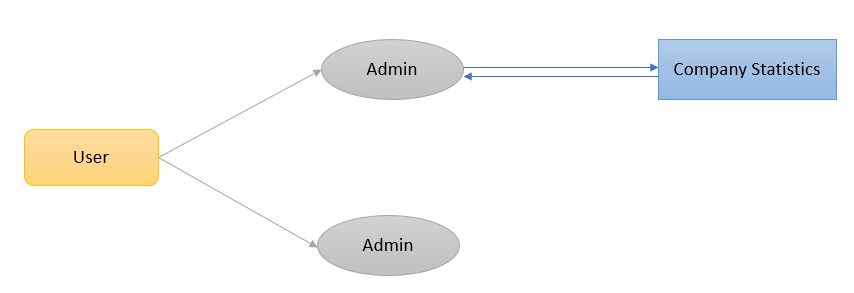 Admin
Company Statistics
User
Admin